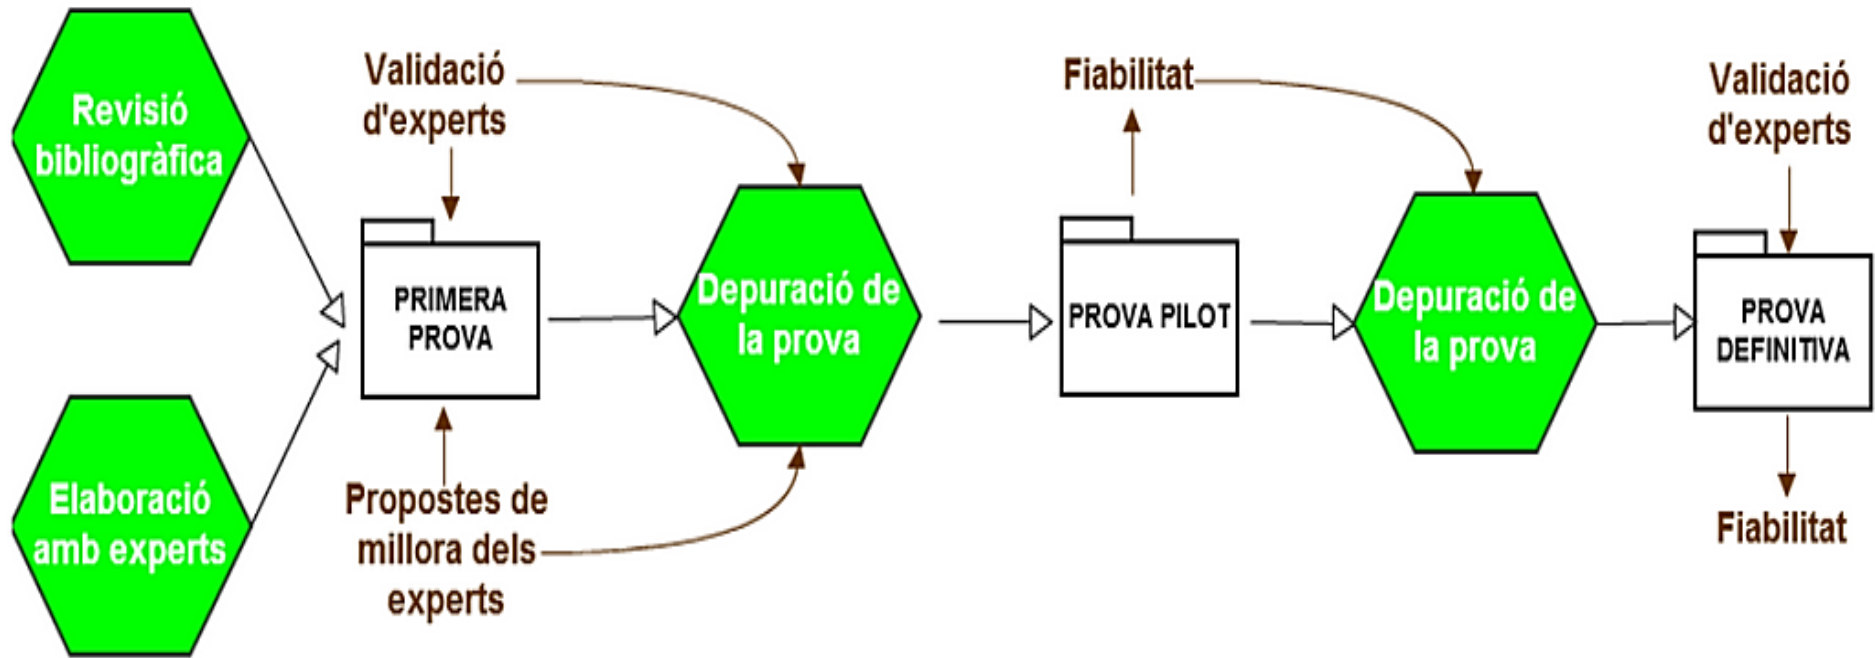 Revisió
bibliogràfica
Elaboració
amb experts
Validació
d'experts
PRIMERA
PROVA
Propostes de
millora dels
experts
Depuració de
la prova
Fiabilitat
PROVA PILOT
Depuració de
la prova
Validació
d'experts
PROVA
DEFINITIVA
Fiabilitat